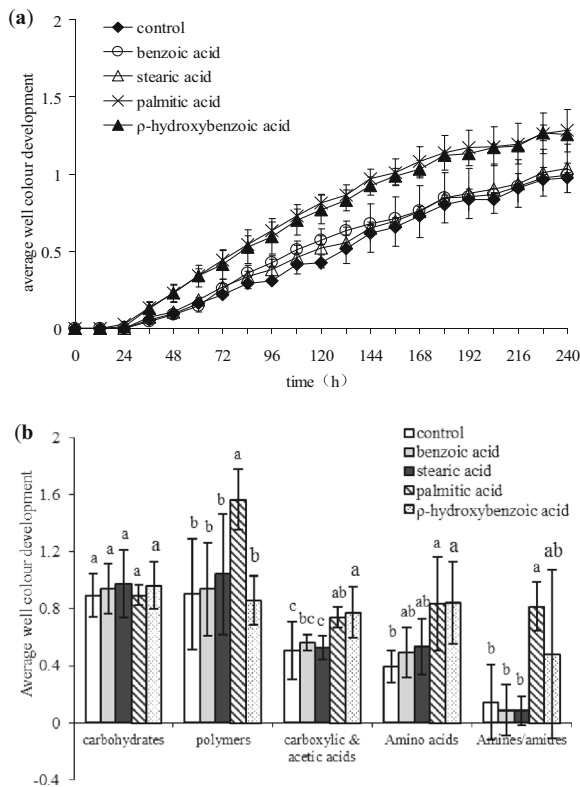 (a)
2
1.5
1
0.5
0
average well colour development
control
benzoic acid
stearic acid
palmitic acid
ρ-hydroxybenzoic acid
0 24 48 72 96 120 144 168 192 216 240
time（h）
(b)
2
1.6
1.2
0.8
0.4
0
-0.4
Average well colour development
control
benzoic acid
stearic acid
palmitic acid
ρ-hydroxybenzoic acid
a a a a a
b b b a b
c bc c ab a
b ab ab a a
b b b a ab
carbohydrates
polymers
carboxylic &
acetic acids
Amino acids
Amines/amides